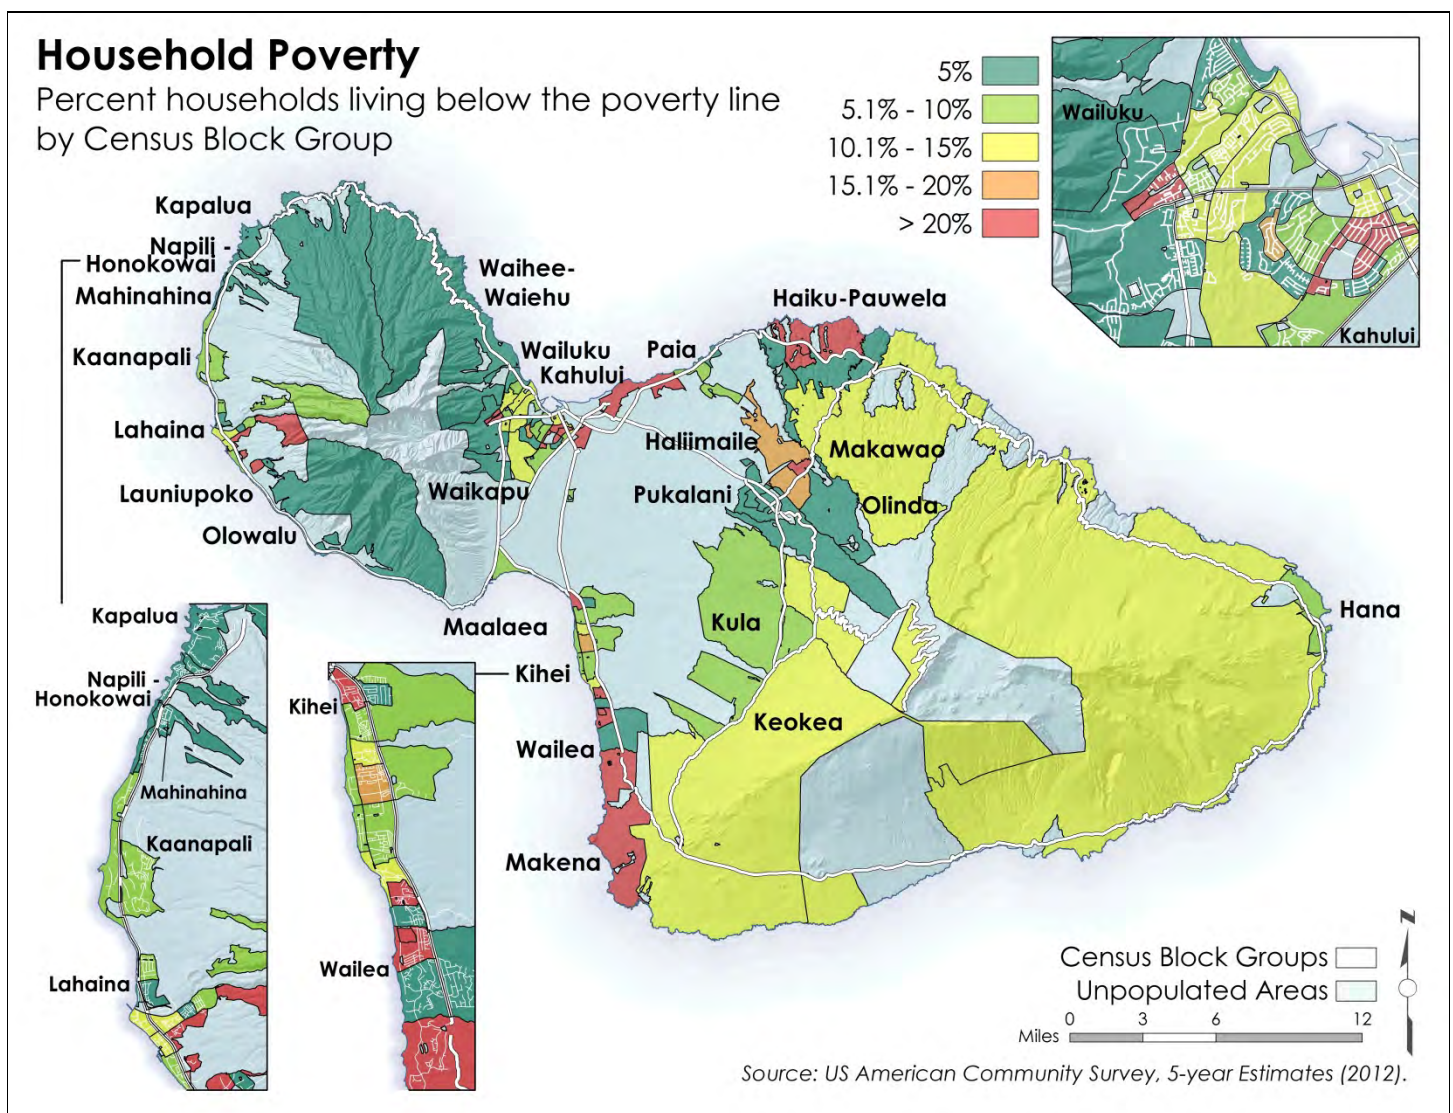 Household Poverty
Percent households living below the poverty line
by Census Block Group
5%
5.1% - 10%
10.1% - 15%
15.1% - 20%
> 20%
Wailuku
Kahului
Kapalua
Napili -
Honokowai
Mahinahina
Kaanapali
Lahaina
Launiupoko
Olowalu
Waihee-
Waiehu
Wailuku
Kahului
Paia
Haiku-Pauwela
Haliimaile
Makawao
Pukalani
Olinda
Waikapu
Maalaea
Kula
Hana
Kihei
Keokea
Wailea
Makena
Kapalua
Napili -
Honokowai
Mahinahina
Kaanapali
Lahaina
Kihei
Wailea
Census Block Groups
Unpopulated Areas
N
0 3 6 12
Miles
Source: US American Community Survey, 5-year Estimates (2012).